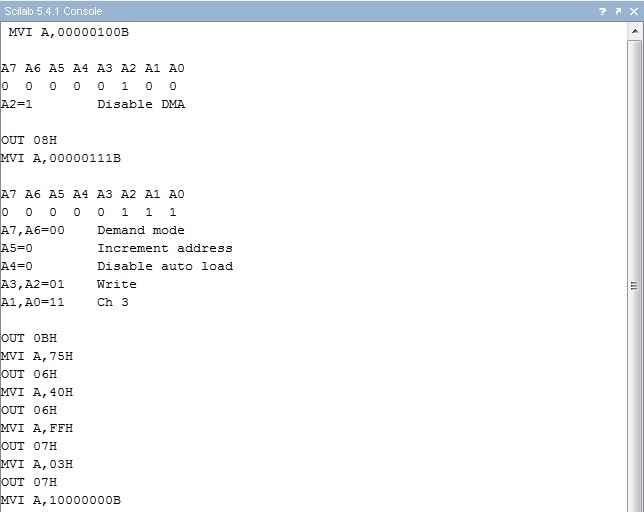 Scilab 5.4.1 Console
MVI A,00000100B
A7 A6 A5 A4 A3 A2 A1 A0
0 0 0 0 0 1 0 0
A2=1 Disable DMA
OUT 08H
MVI A,00000111B
A7 A6 A5 A4 A3 A2 A1 A0
0 0 0 0 0 1 1 1
A7,A6=00 Demand mode
A5=0 Increment address
A4=0 Disable auto load
A3,A2=01 Write
A1,A0=11 Ch 3
OUT 0BH
MVI A,75H
OUT 06H
MVI A,40H
OUT 06H
MVI A,FFH
OUT 07H
MVI A,03H
OUT 07H
MVI A,10000000B